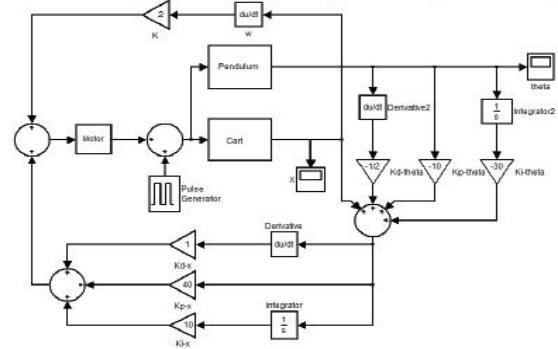 .2
K
du/dt
w
Pendulum
theta
du/dt
Derivative2
1
s
Integrator2
Motor
Cart
x
Pulse
Generator
-1/2
Kd-theta
-10
Kp-theta
-30
Ki-theta
Derivative
1
du/dt
Kd-x
40
Kp-x
Integrator
10
1
s
Ki-x